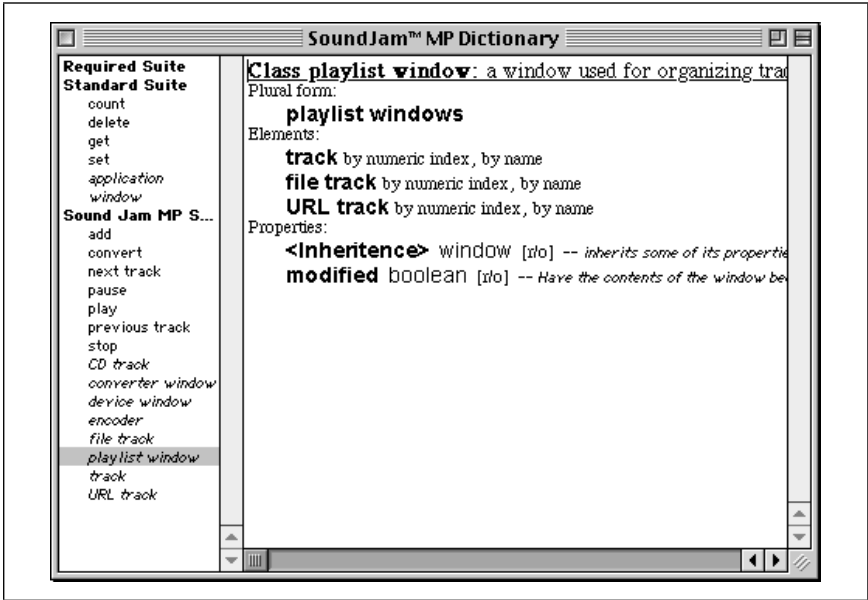 SoundJam™ MP Dictionary
Required Suite
Standard Suite
count
delete
get
set
application
window
Sound Jam MP S...
add
convert
next track
pause
play
previous track
stop
CD track
converter window
device window
encoder
file track
playlist window
track
URL track
Class playlist window: a window used for organizing trac
Plural form:
playlist windows
Elements:
track by numeric index, by name
file track by numeric index, by name
URL track by numeric index, by name
Properties:
<Inheritence> window [r/o] -- inherits some of its propertie
modified boolean [r/o] -- Have the contents of the window be